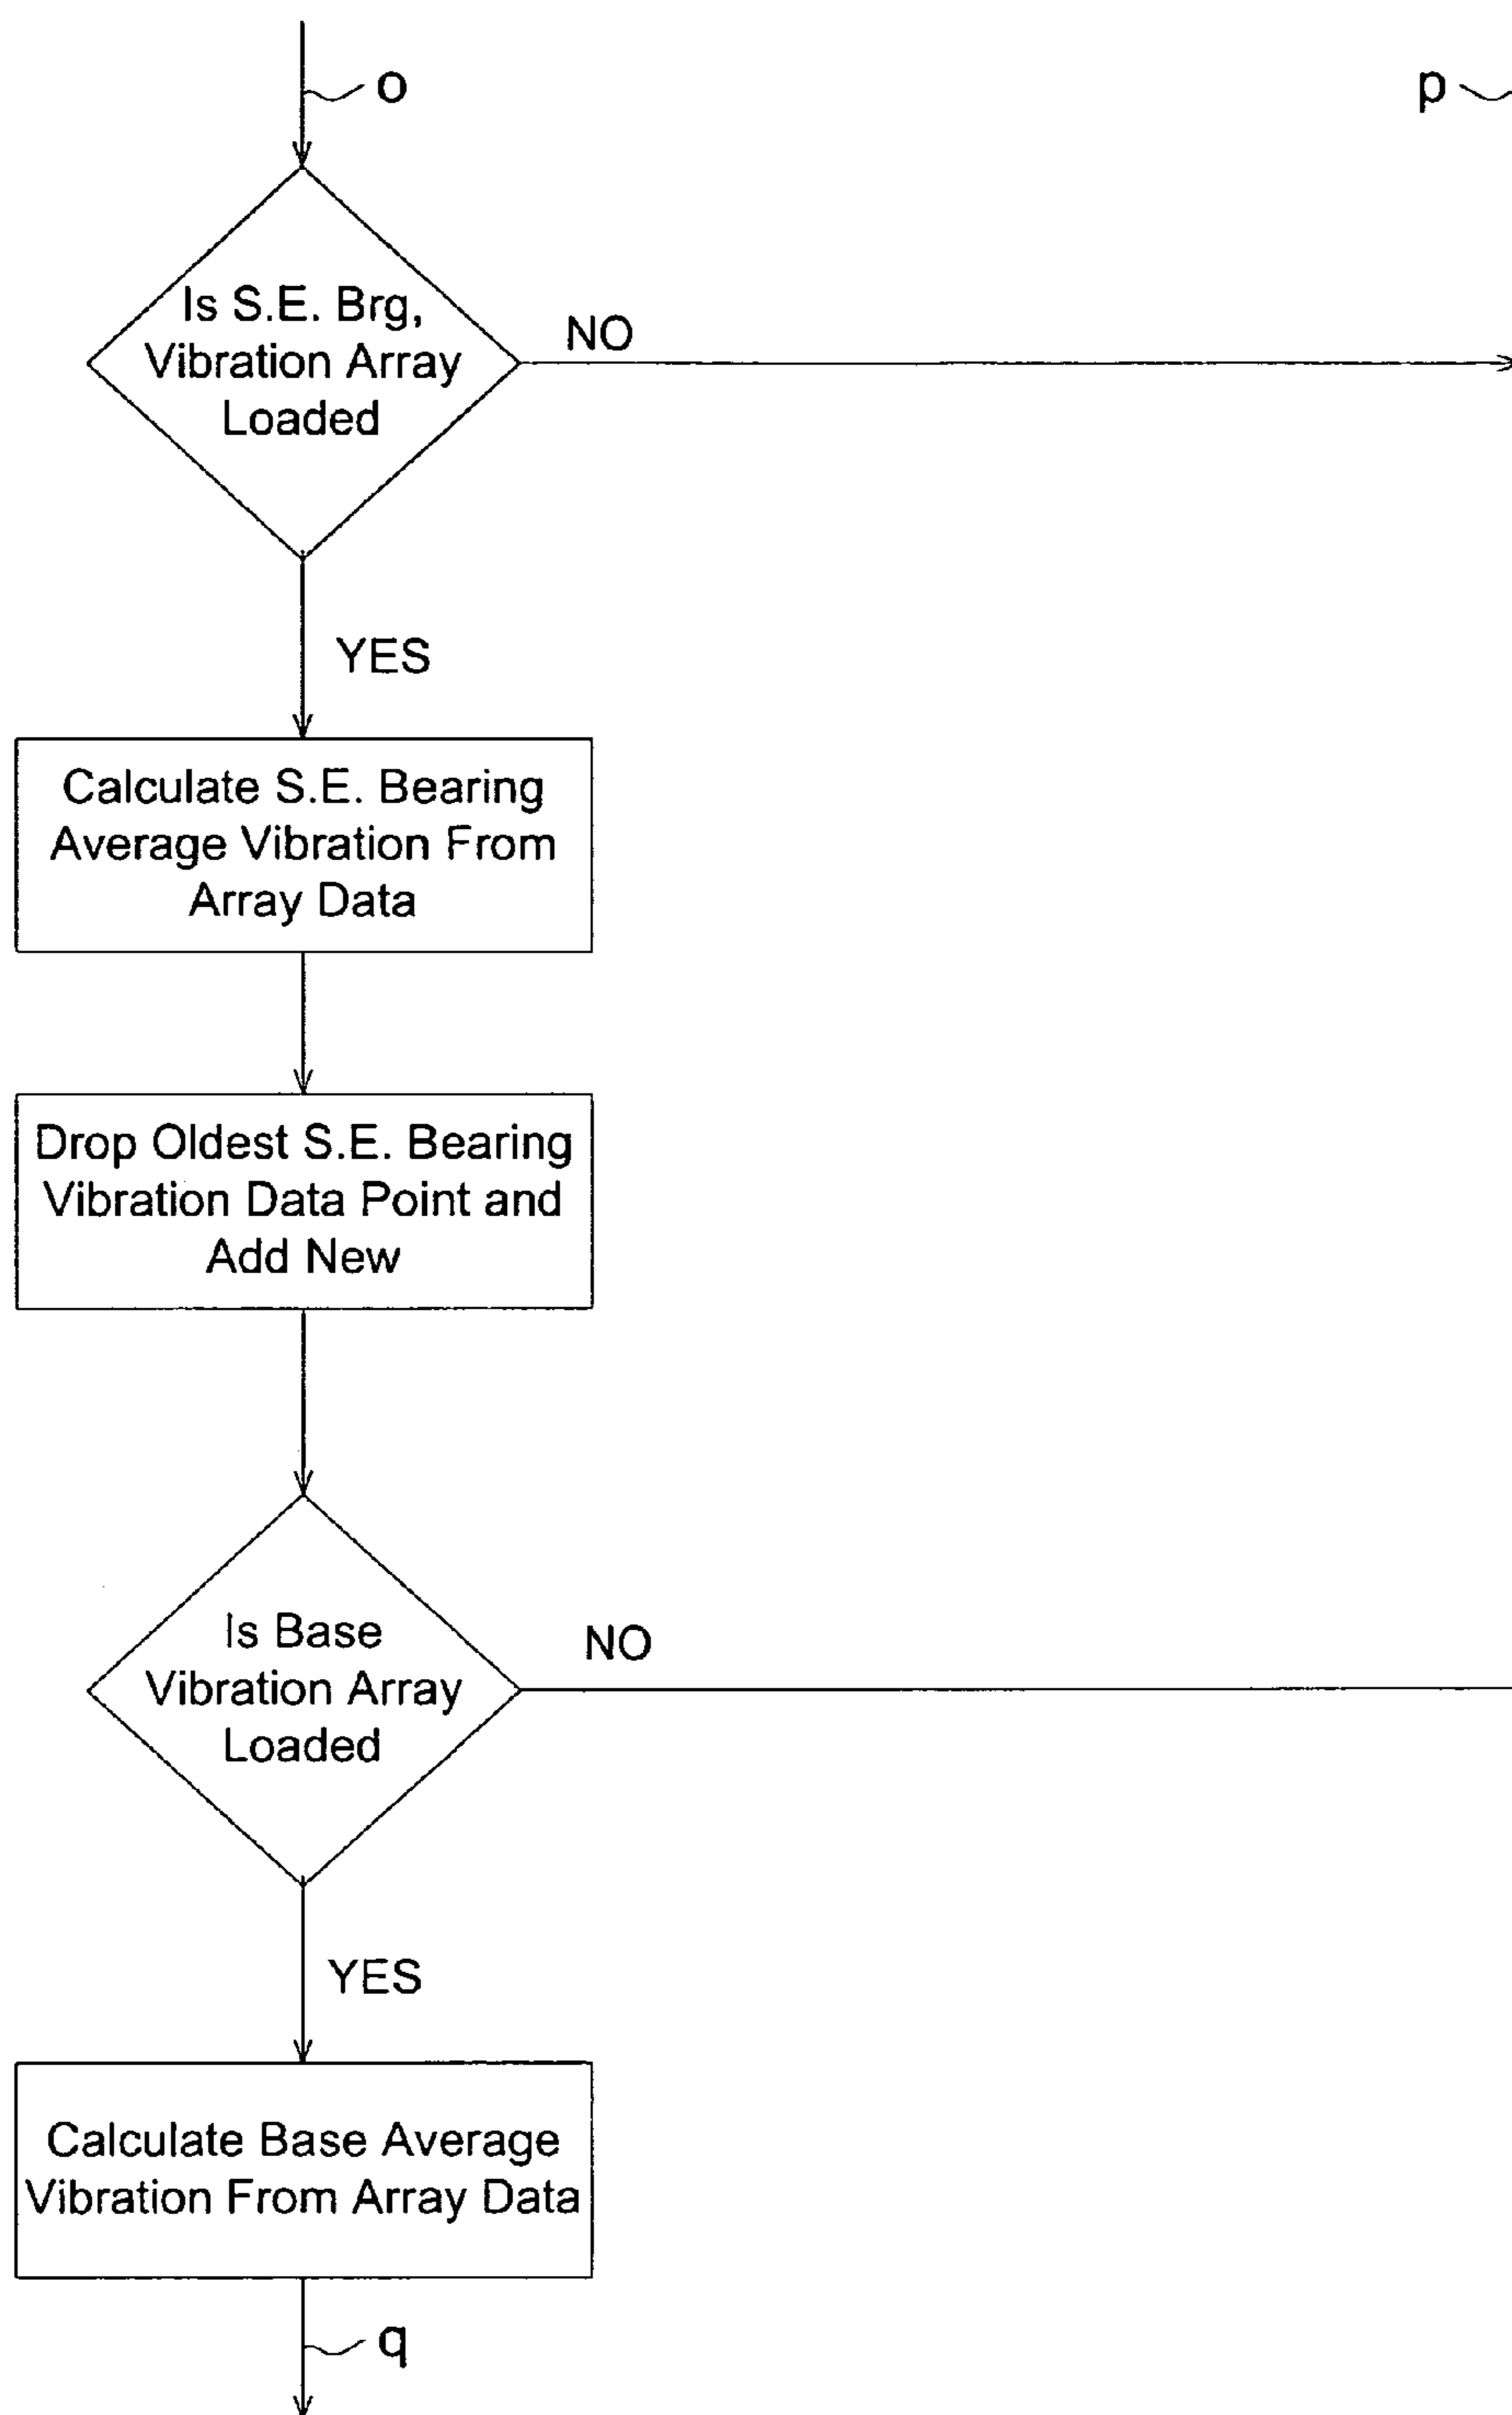 o
p
Is S.E. Brg,
Vibration Array
Loaded
NO
YES
Calculate S.E. Bearing
Average Vibration From
Array Data
Drop Oldest S.E. Bearing
Vibration Data Point and
Add New
Is Base
Vibration Array
Loaded
NO
YES
Calculate Base Average
Vibration From Array Data
q